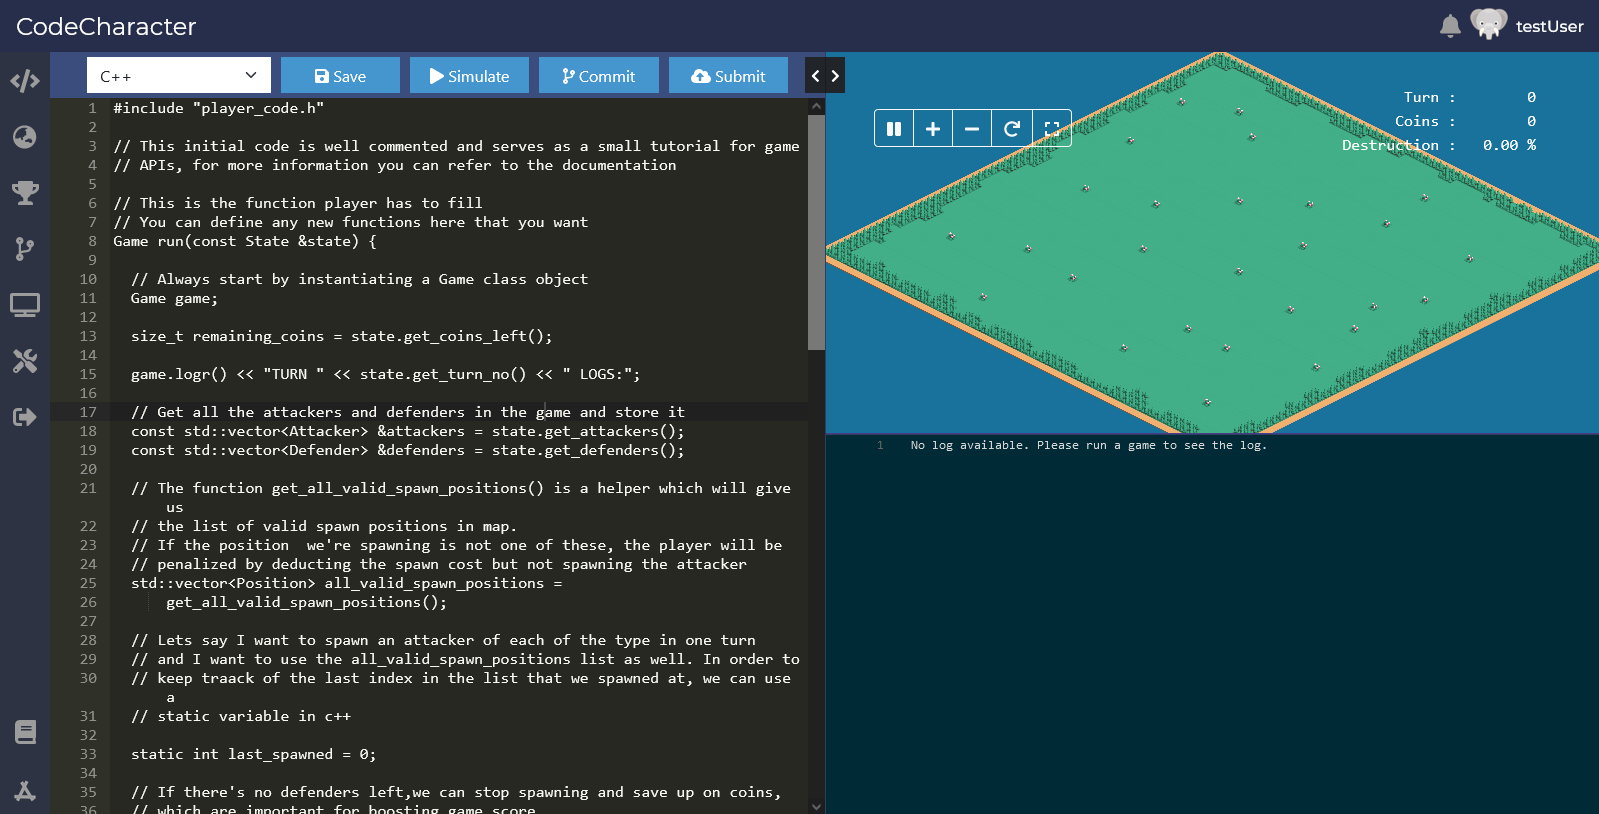 CodeCharacter
testUser
C++
Save
Simulate
Commit
Submit
1 #include "player_code.h"
2
3 // This initial code is well commented and serves as a small tutorial for game
4 // APIs, for more information you can refer to the documentation
5
6 // This is the function player has to fill
7 // You can define any new functions here that you want
8 Game run(const State &state) {
9
10 // Always start by instantiating a Game class object
11 Game game;
12
13 size_t remaining_coins = state.get_coins_left();
14
15 game.logr() << "TURN " << state.get_turn_no() << " LOGS:";
16
17 // Get all the attackers and defenders in the game and store it
18 const std::vector<Attacker> &attackers = state.get_attackers();
19 const std::vector<Defender> &defenders = state.get_defenders();
20
21 // The function get_all_valid_spawn_positions() is a helper which will give
us
22 // the list of valid spawn positions in map.
23 // If the position  we're spawning is not one of these, the player will be
24 // penalized by deducting the spawn cost but not spawning the attacker
25 std::vector<Position> all_valid_spawn_positions =
26 get_all_valid_spawn_positions();
27
28 // Lets say I want to spawn an attacker of each of the type in one turn
29 // and I want to use the all_valid_spawn_positions list as well. In order to
30 // keep traack of the last index in the list that we spawned at, we can use
a
31 // static variable in c++
32
33 static int last_spawned = 0;
34
35 // If there's no defenders left,we can stop spawning and save up on coins,
36 // which are important for boosting game score
Turn : 0
Coins : 0
Destruction : 0.00 %
1 No log available. Please run a game to see the log.